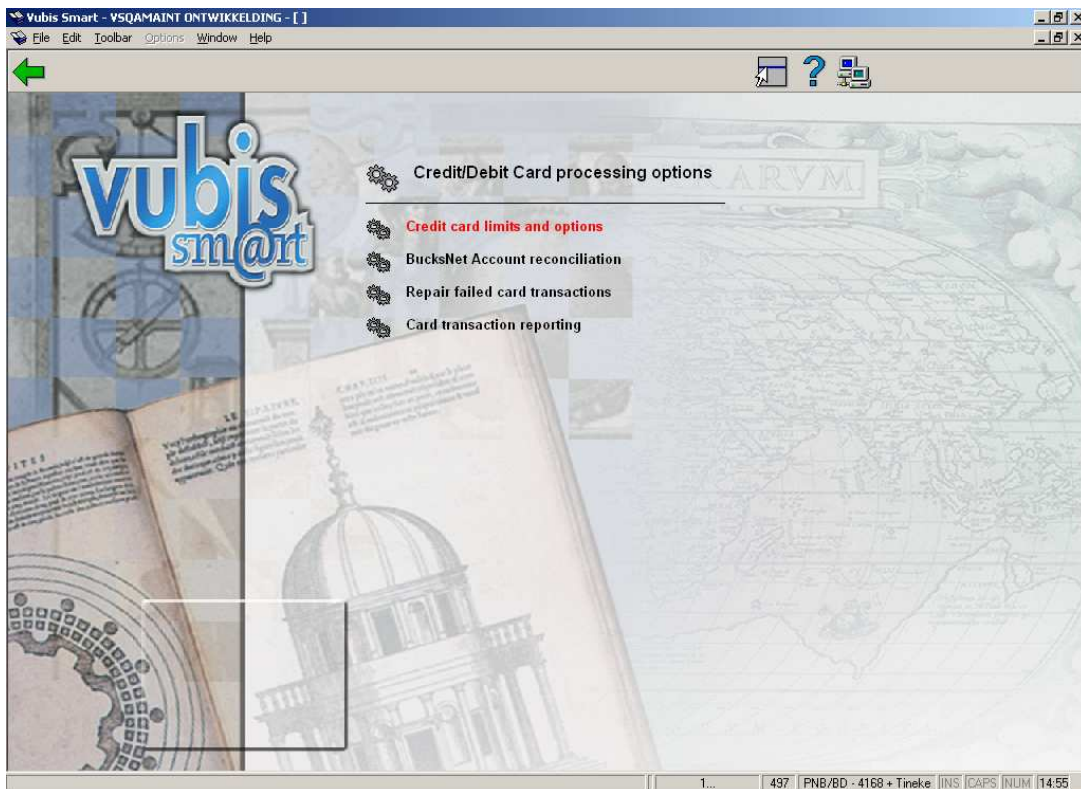 Vubis Smart - VSQAMAINT ONTWIKKELDING - [ ]
File Edit Toolbar Options Window Help
vubis
sm@rt
Credit/Debit Card processing options
ARVM
Credit card limits and options
BucksNet Account reconciliation
Repair failed card transactions
Card transaction reporting
1... 497 PNB/BD - 4168 + Tineke INS CAPS NUM 14:55